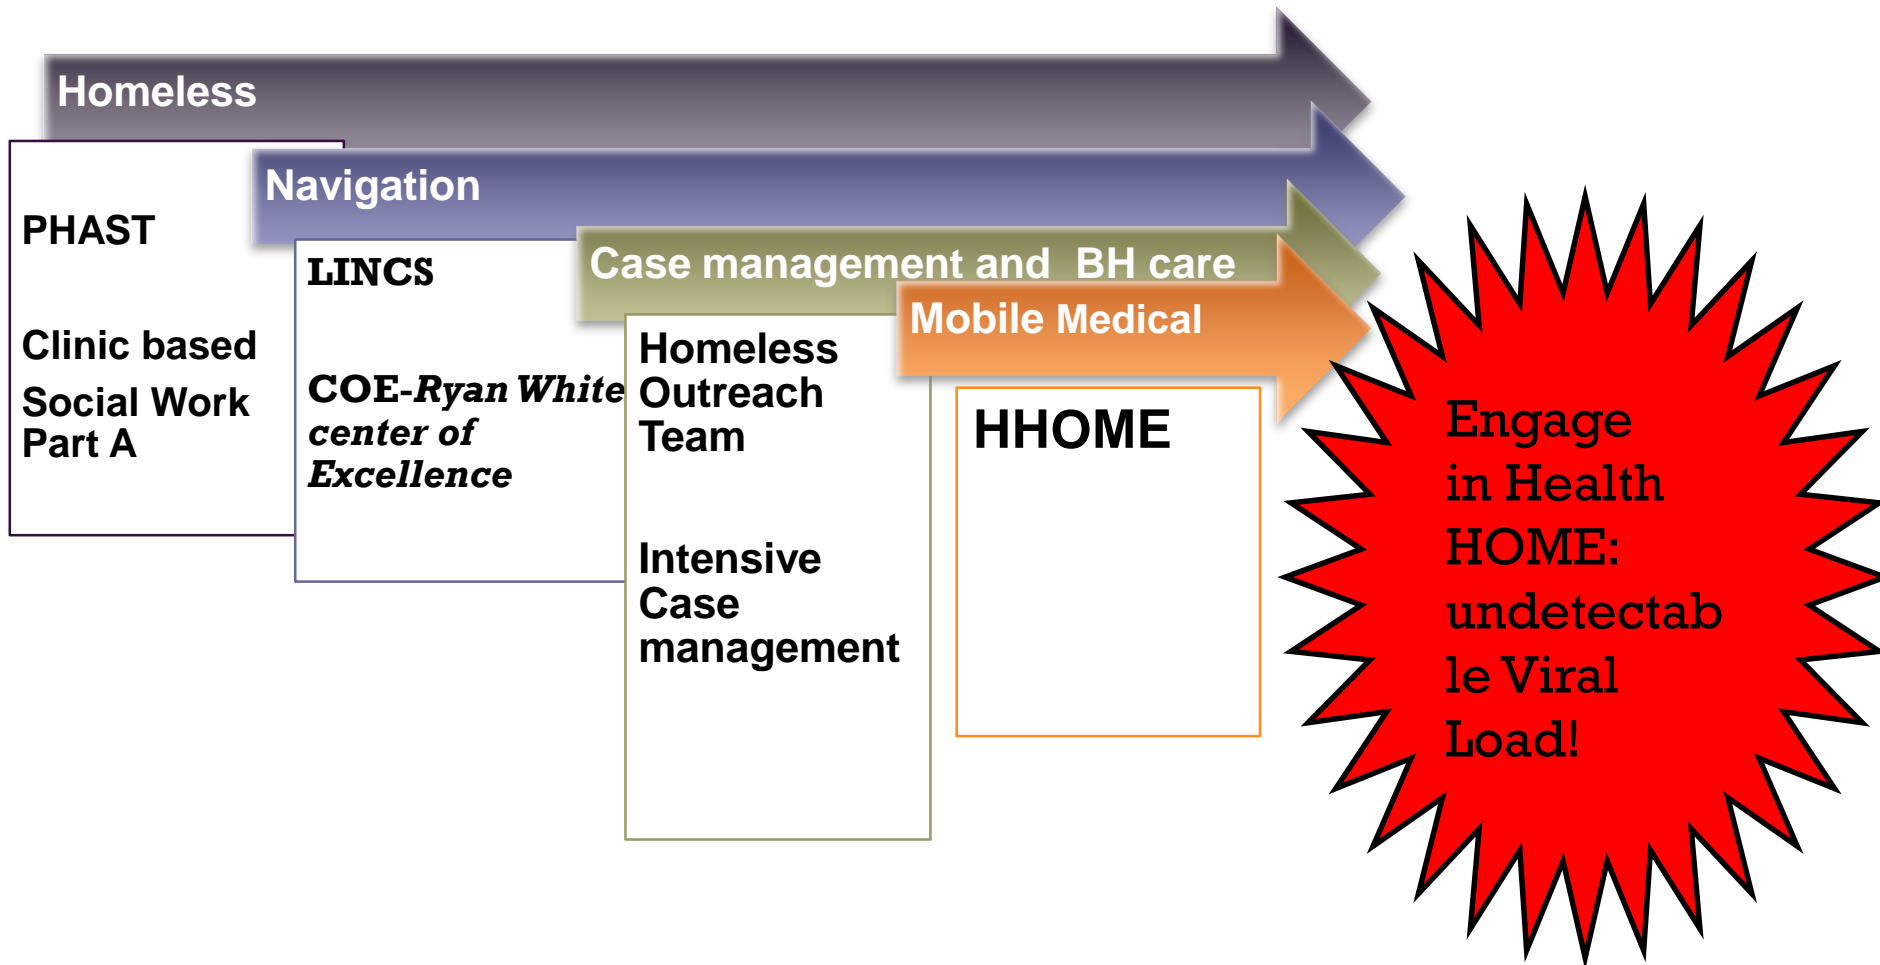 Homeless
PHAST
Clinic based
Social Work
Part A
Navigation
LINCS
COE-Ryan White
center of
Excellence
Case management and  BH care
Homeless
Outreach
Team
Intensive
Case
management
Mobile Medical
HHOME
Engage
in Health
HOME:
undetectab
le Viral
Load!